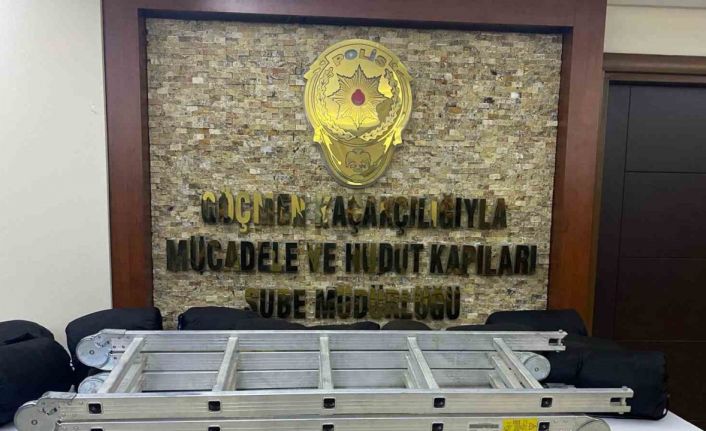 POLİS
GÖÇMEN KAÇAKÇILIĞIYLA
MÜCADELE VE HUDUT KAPILARI
ŞUBE MÜDÜRLÜĞÜ